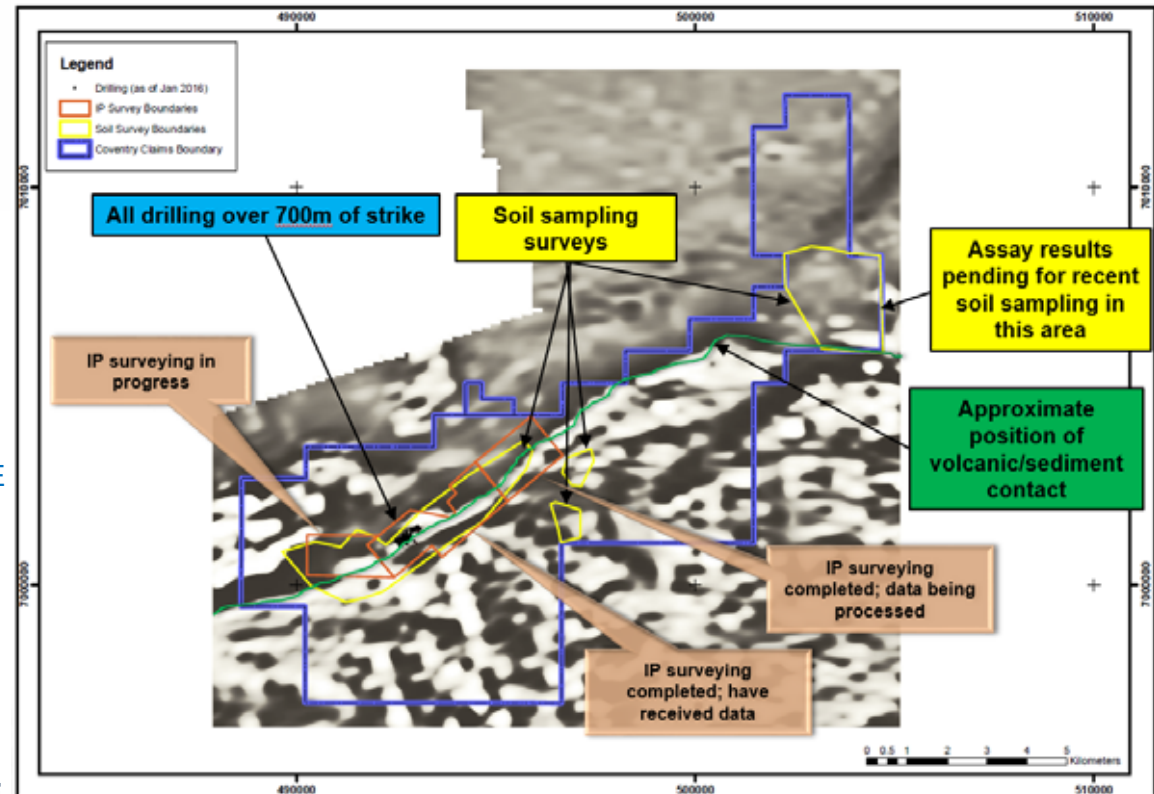 490000
500000
510000
Legend
Drilling (as of Jan 2016)
IP Survey Boundaries
Soil Survey Boundaries
Coventry Claims Boundary
7010000
7010000
All drilling over 700m of strike
Soil sampling
surveys
Assay results
pending for recent
soil sampling in
this area
IP surveying in
progress
Approximate
position of
volcanic/sediment
contact
E
IP surveying
completed; data being
processed
7000000
7000000
IP surveying
completed; have
received data
0 0.5 1 2 3 4 5
Kilometers
490000
500000
510000